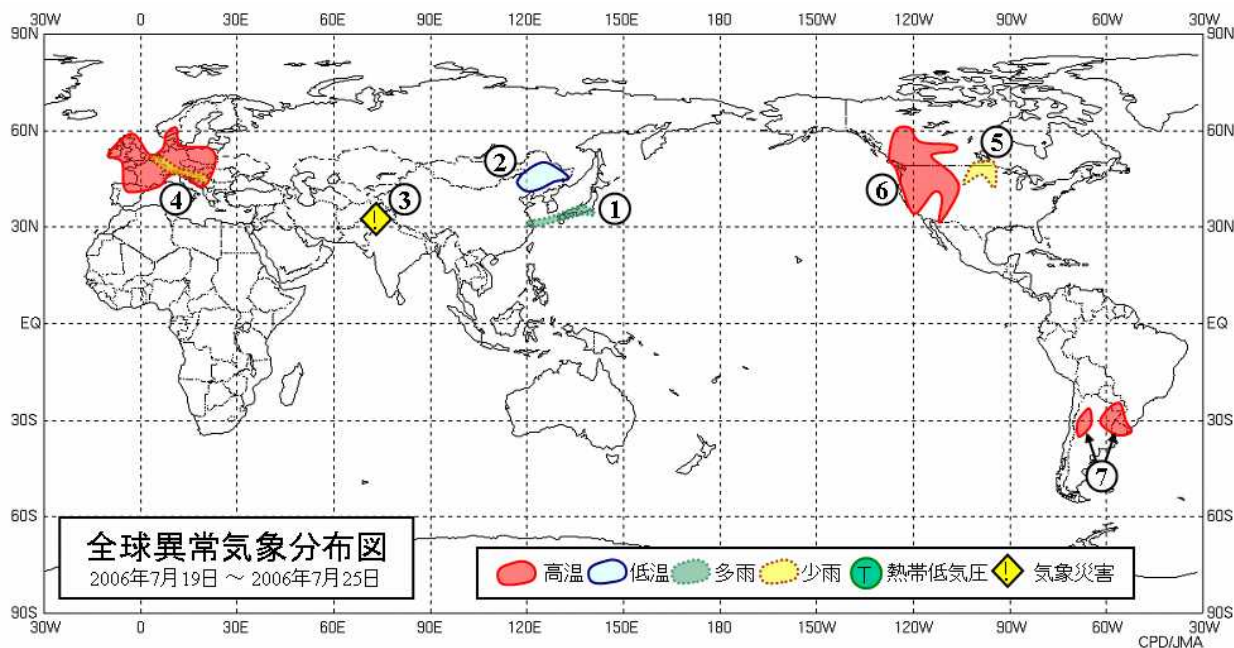 30W 0 30E 60E 90E 120E 150E 180 150W 120W 90W 60W 30W
90N 90N
60N 60N
⑤
②
③
⑥
④
①
30N 30N
EQ EQ
30S 30S
⑦
60S 60S
全球異常気象分布図
2006年7月19日 ～ 2006年7月25日
高温 低温 多雨 少雨 T 熱帯低気圧 ! 気象災害
90S 90S
30W 0 30E 60E 90E 120E 150E 180 150W 120W 90W 60W 30W
CPD/JMA